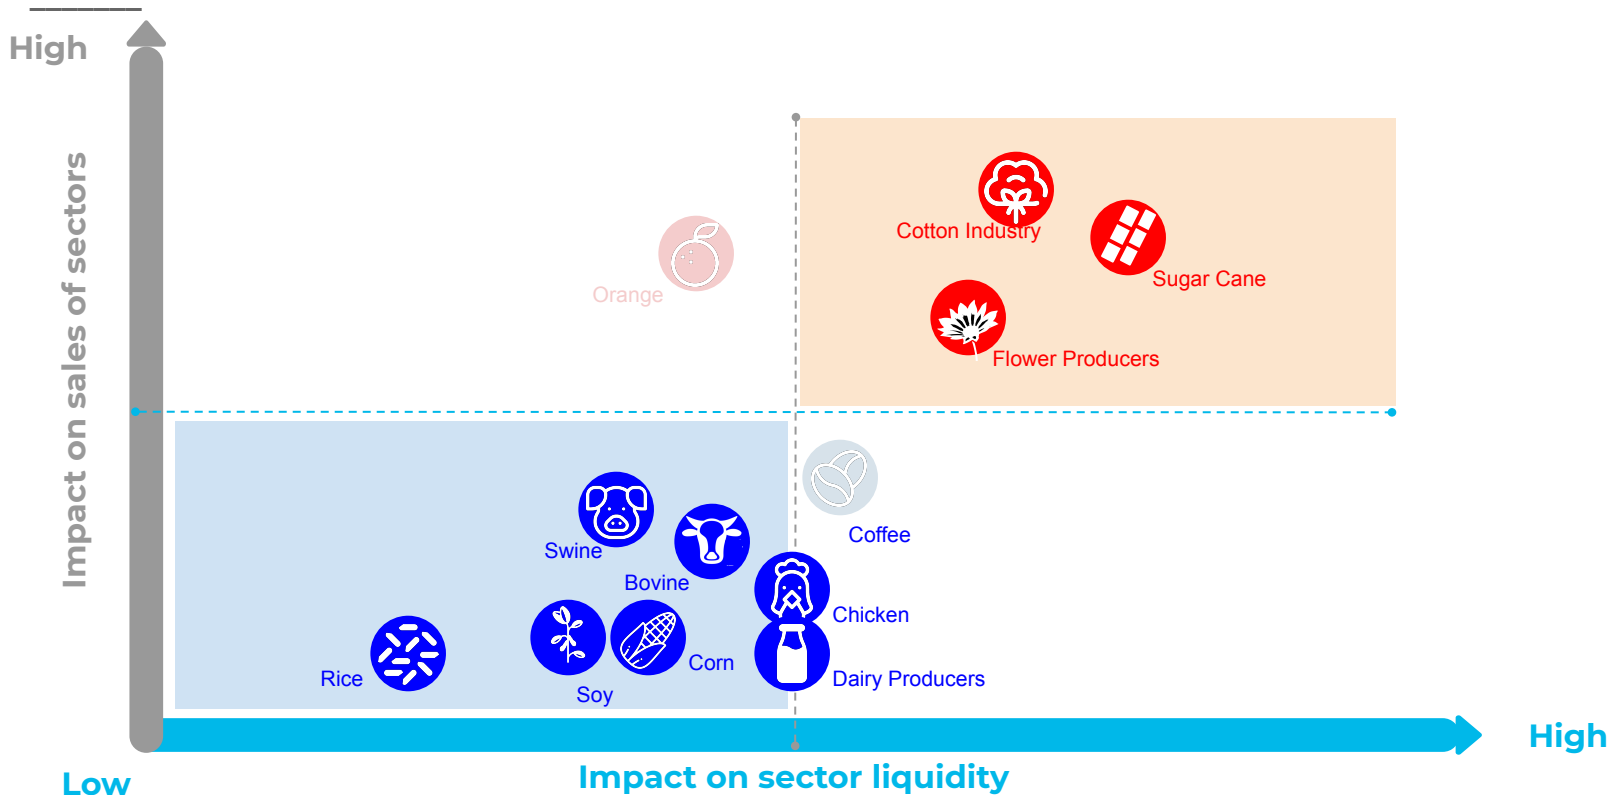 High
Impact on sales of sectors
Cotton Industry
Sugar Cane
Orange
Flower Producers
Coffee
Swine
Bovine
Chicken
Corn
Rice
Dairy Producers
Soy
High
Impact on sector liquidity
Low